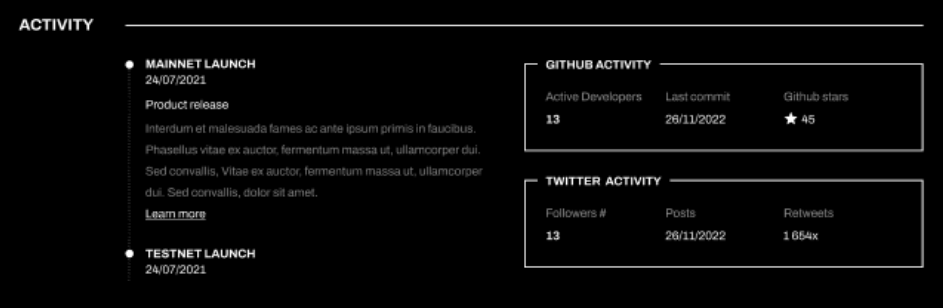 ACTIVITY
MAINNET LAUNCH
24/07/2021
Product release
Interdum et malesuada fames ac ante ipsum primis in faucibus.
Phasellus vitae ex auctor, fermentum massa ut, ullamcorper dui.
Sed convallis, Vitae ex auctor, fermentum massa ut, ullamcorper
dui. Sed convallis, dolor sit amet.
Learn more
TESTNET LAUNCH
24/07/2021
GITHUB ACTIVITY
Active Developers Last commit Github stars
13 26/11/2022 ★ 45
TWITTER ACTIVITY
Followers # Posts Retweets
13 26/11/2022 1 654x